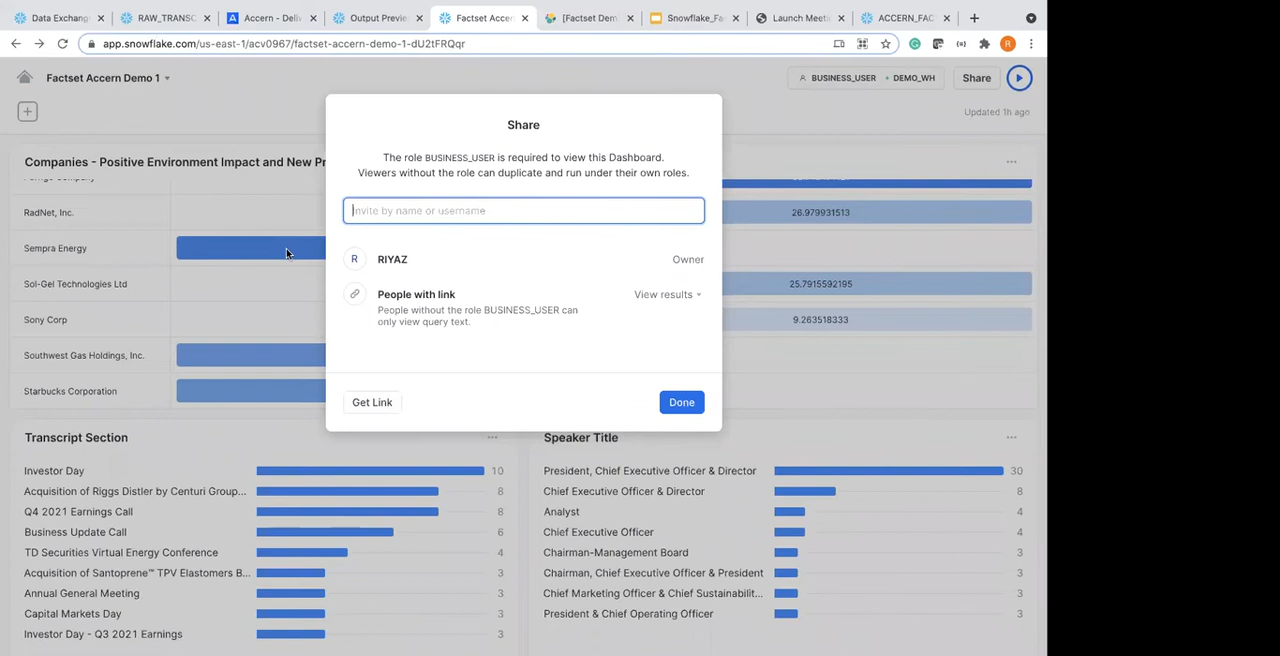 Data Exchang
RAW_TRANSC
Accern - Deliv
Output Previe
Factset Accern
[Factset Dem
Snowflake_Fa
Launch Meeti
ACCERN_FAC
app.snowflake.com/us-east-1/acv0967/factset-accern-demo-1-dU2tFRQqr
R
Factset Accern Demo 1
BUSINESS_USER
DEMO_WH
Share
Updated 1h ago
Share
The role BUSINESS_USER is required to view this Dashboard.
Viewers without the role can duplicate and run under their own roles.
Invite by name or username
R
RIYAZ
Owner
People with link
View results
People without the role BUSINESS_USER can
only view query text.
Get Link
Done
Companies - Positive Environment Impact and New Pr
RadNet, Inc.
26.979931513
Sempra Energy
Sol-Gel Technologies Ltd
25.7915592195
Sony Corp
9.263518333
Southwest Gas Holdings, Inc.
Starbucks Corporation
Transcript Section
Investor Day
10
Acquisition of Riggs Distler by Centuri Group...
8
Q4 2021 Earnings Call
8
Business Update Call
6
TD Securities Virtual Energy Conference
4
Acquisition of Santoprene™ TPV Elastomers B...
3
Annual General Meeting
3
Capital Markets Day
3
Investor Day - Q3 2021 Earnings
3
Speaker Title
President, Chief Executive Officer & Director
30
Chief Executive Officer & Director
8
Analyst
4
Chief Executive Officer
4
Chairman-Management Board
3
Chairman, Chief Executive Officer & President
3
Chief Marketing Officer & Chief Sustainabilit...
3
President & Chief Operating Officer
3